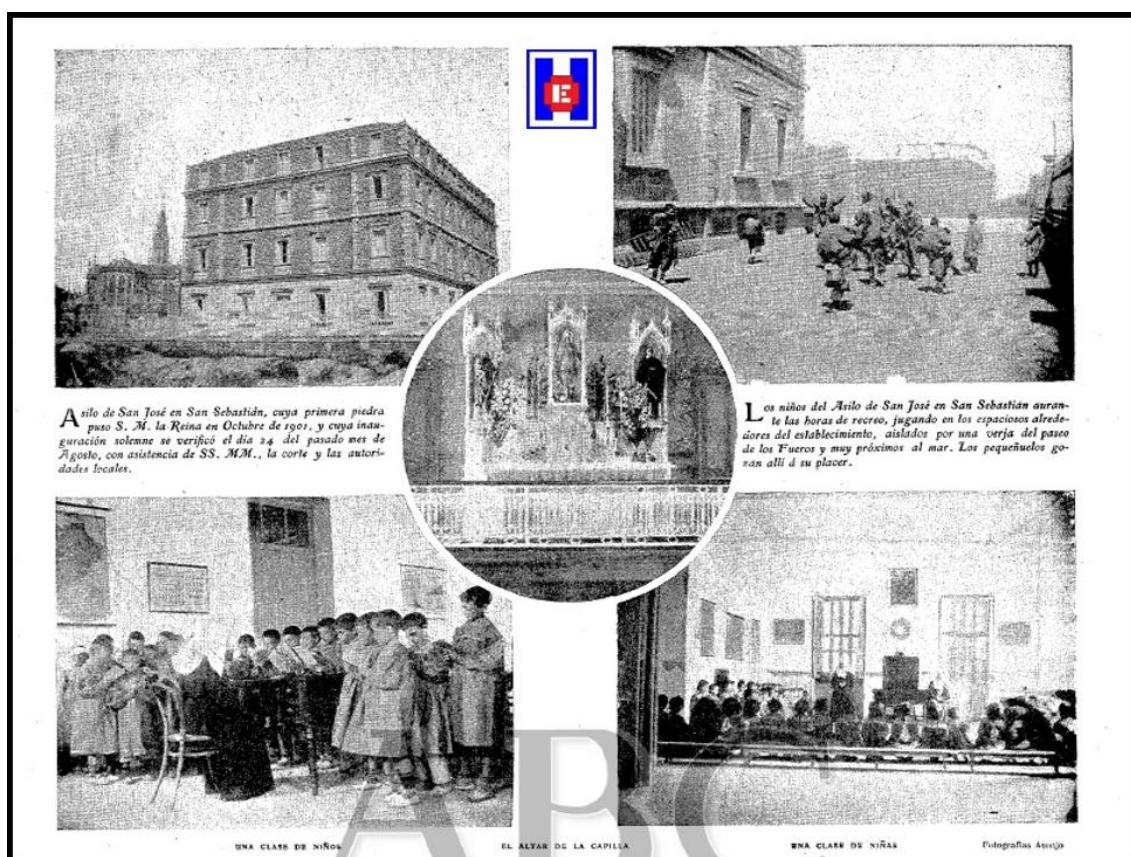 H
E
Asilo de San José en San Sebastián, cuya primera piedra
puso S. M. la Reina en Octubre de 1901, y cuya inau-
guración solemne se verificó el día 24 del pasado mes de
Agosto, con asistencia de SS. MM., la corte y las autori-
dades locales.
Los niños del Asilo de San José en San Sebastián auran-
te las horas de recreo, jugando en los espaciosos alrede-
dores del establecimiento, aislados por una verja del paseo
de los Fueros y muy próximos al mar. Los pequeñuelos go-
zan allí á su placer.
UNA CLASE DE NIÑOS
EL ALTAR DE LA CAPILLA
UNA CLASE DE NIÑAS
Fotografías Asenjo
ABC